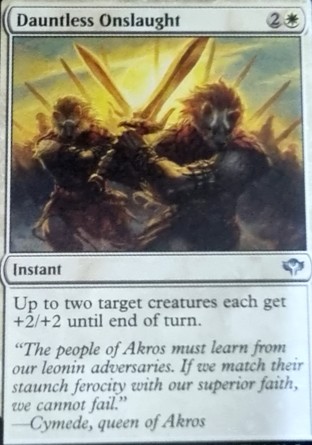 Dauntless Onslaught 2
Instant
Up to two target creatures each get
+2/+2 until end of turn.
“The people of Akros must learn from
our leonin adversaries. If we match their
staunch ferocity with our superior faith,
we cannot fail.”
—Cymede, queen of Akros